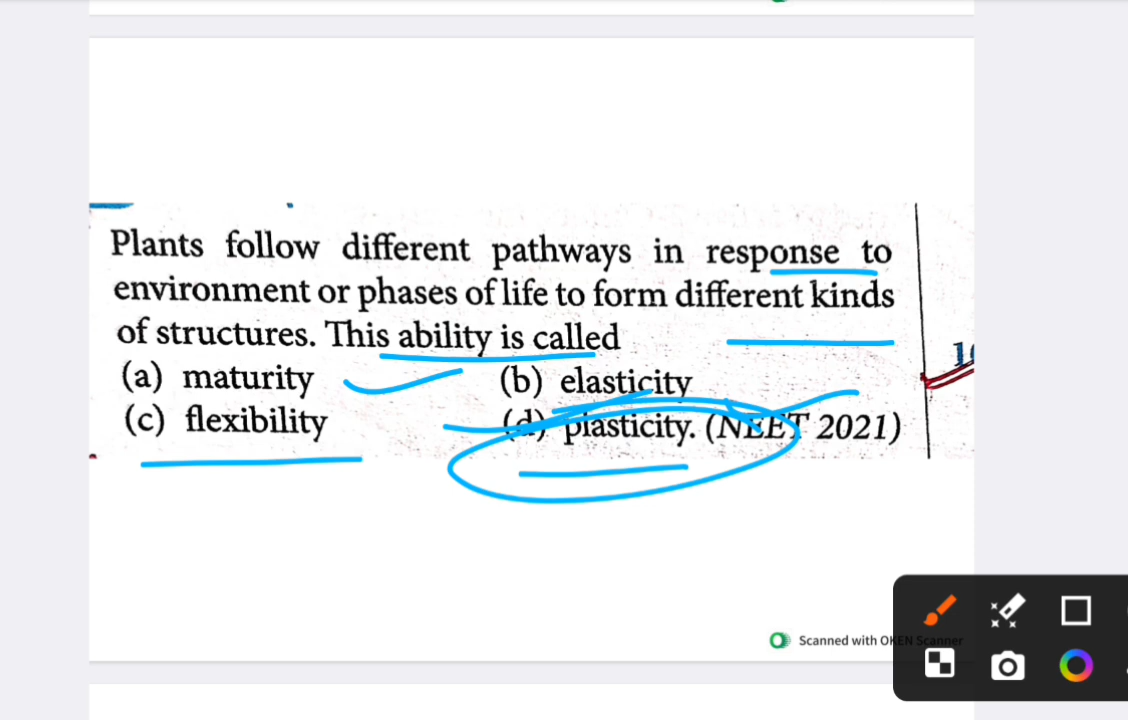 Plants follow different pathways in response to
environment or phases of life to form different kinds
of structures. This ability is called
(a) maturity (b) elasticity
(c) flexibility (d) plasticity. (NEET 2021)
Scanned with OKEN Scanner